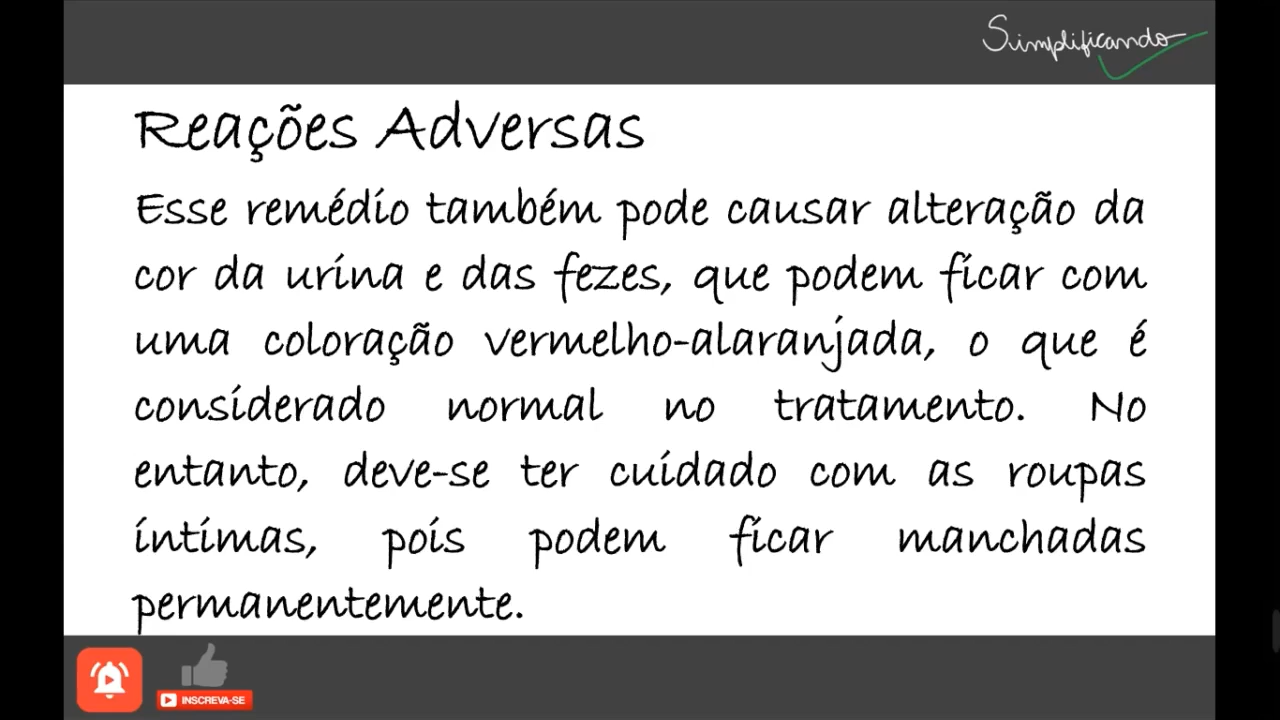 Simplificando
Reações Adversas
Esse remédio também pode causar alteração da
cor da urina e das fezes, que podem ficar com
uma coloração vermelho-alaranjada, o que é
considerado normal no tratamento. No
entanto, deve-se ter cuidado com as roupas
íntimas, pois podem ficar manchadas
permanentemente.
INSCREVA-SE